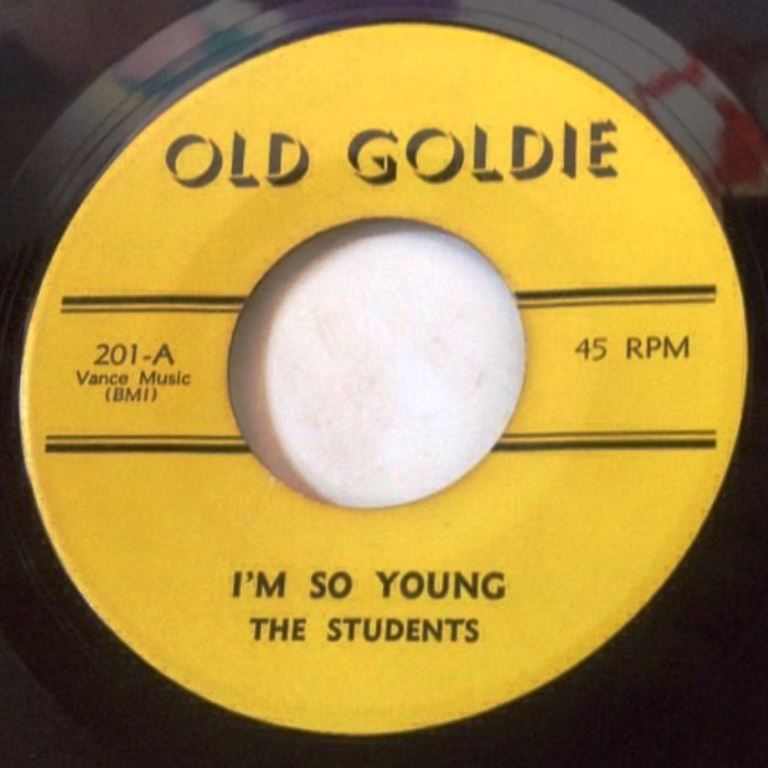 OLD GOLDIE
201-A
Vance Music
(BMI)
45 RPM
I'M SO YOUNG
THE STUDENTS